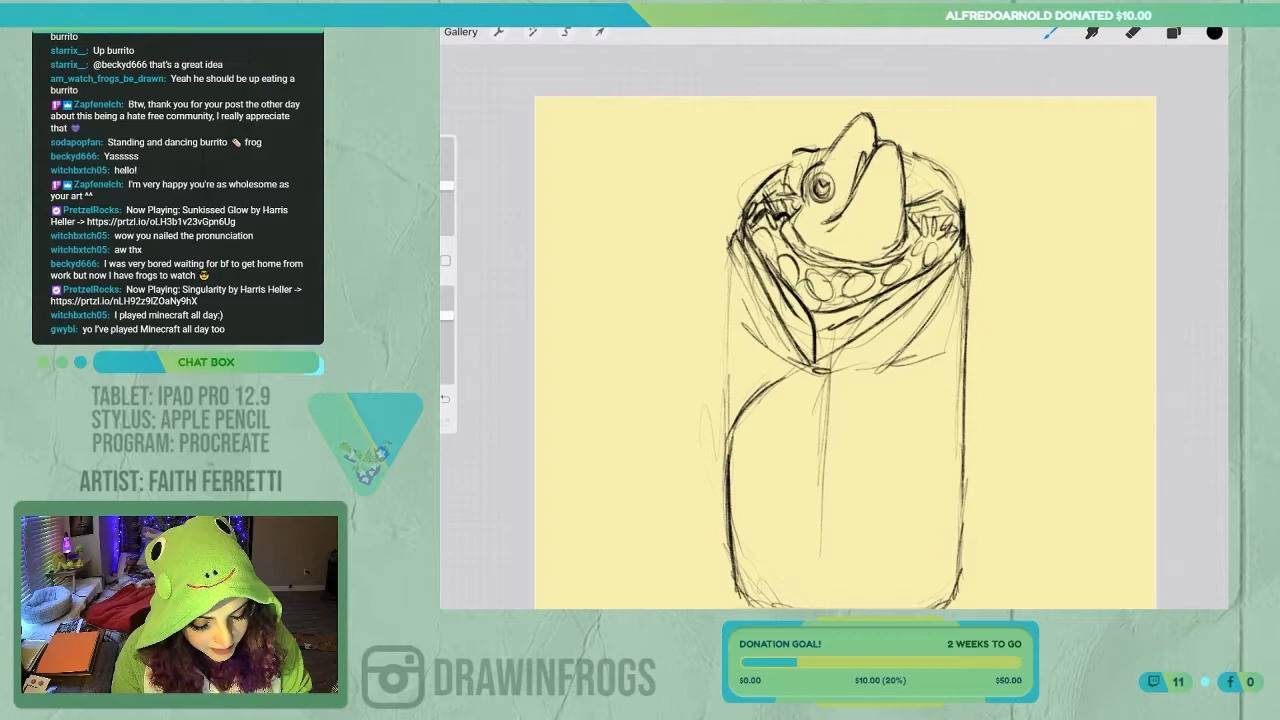 ALFREDOARNOLD DONATED $10.00
Gallery
burrito
starrix__: Up burrito
starrix__: @beckyd666 that's a great idea
am_watch_frogs_be_drawn: Yeah he should be up eating a
burrito
Zapfenelch: Btw, thank you for your post the other day
about this being a hate free community, I really appreciate
that 💜
sodapopfan: Standing and dancing burrito 🌯 frog
beckyd666: Yasssss
witchbxtch05: hello!
Zapfenelch: I'm very happy you're as wholesome as
your art ^^
PretzelRocks: Now Playing: Sunkissed Glow by Harris
Heller -> https://prtzl.io/oLH3b1v23vGpn6Ug
witchbxtch05: wow you nailed the pronunciation
witchbxtch05: aw thx
beckyd666: I was very bored waiting for bf to get home from
work but now I have frogs to watch 😎
PretzelRocks: Now Playing: Singularity by Harris Heller ->
https://prtzl.io/nLH92z9lZOaNy9hX
witchbxtch05: I played minecraft all day:)
gwybi: yo I've played Minecraft all day too
CHAT BOX
TABLET: IPAD PRO 12.9
STYLUS: APPLE PENCIL
PROGRAM: PROCREATE
ARTIST: FAITH FERRETTI
DRAWINFROGS
DONATION GOAL! 2 WEEKS TO GO
$0.00 $10.00 (20%) $50.00
11 0